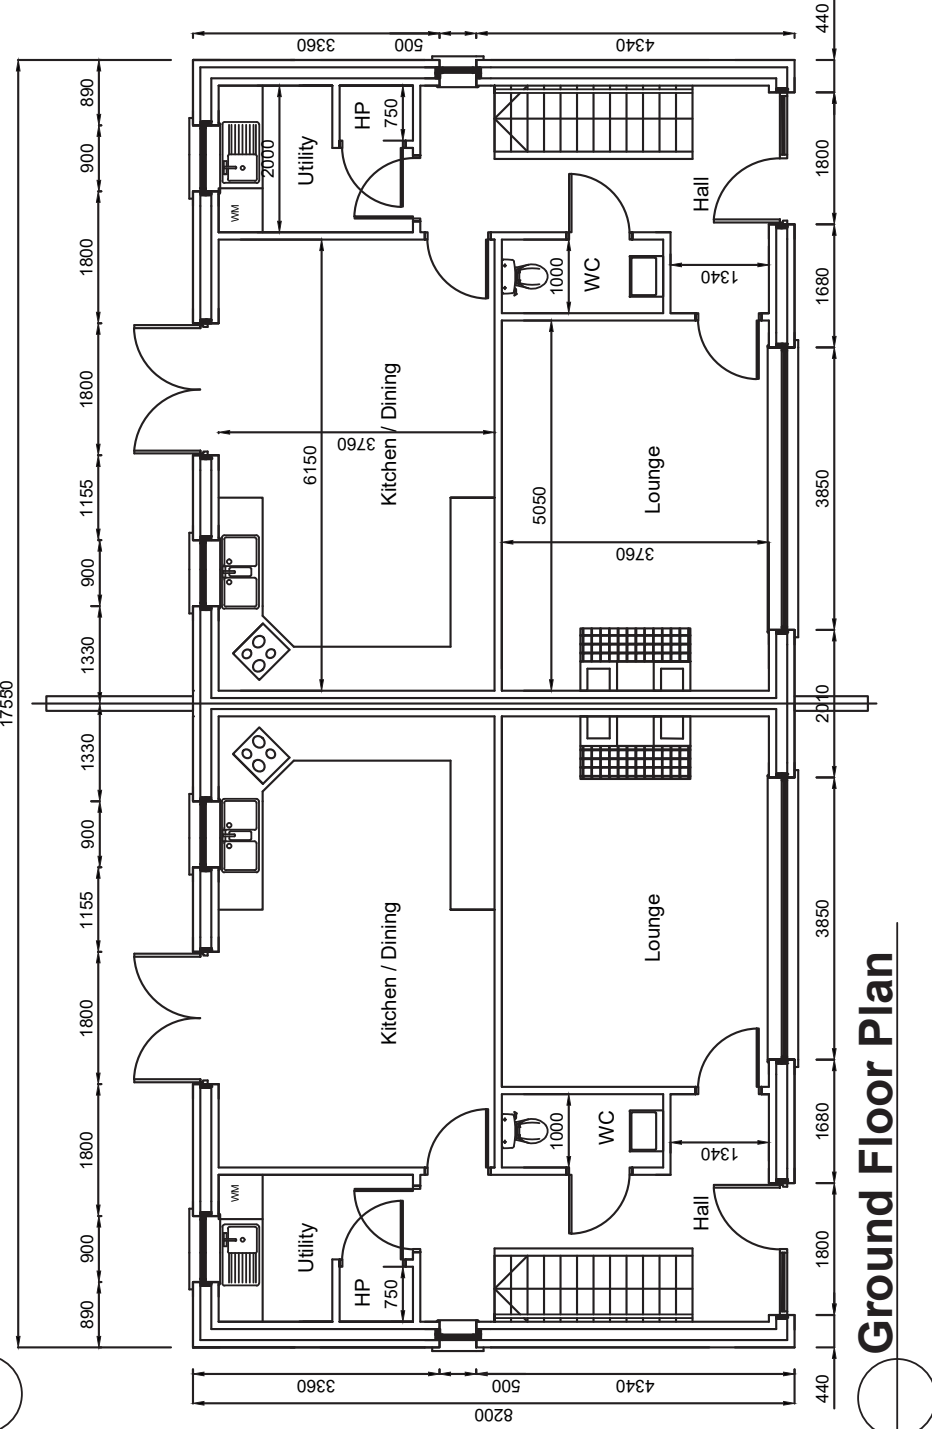 3360
500
4340
440
17550
890
900
1800
1800
1155
900
1330
1330
900
1155
1800
1800
900
890
2000
Utility
HP
750
WM
Hall
1800
1000
WC
1340
1680
Kitchen / Dining
3760
6150
5050
Lounge
3760
3850
2010
Kitchen / Dining
Lounge
3850
1000
WC
1340
1680
WM
Utility
HP
750
Hall
1800
3360
500
4340
440
8200
Ground Floor Plan